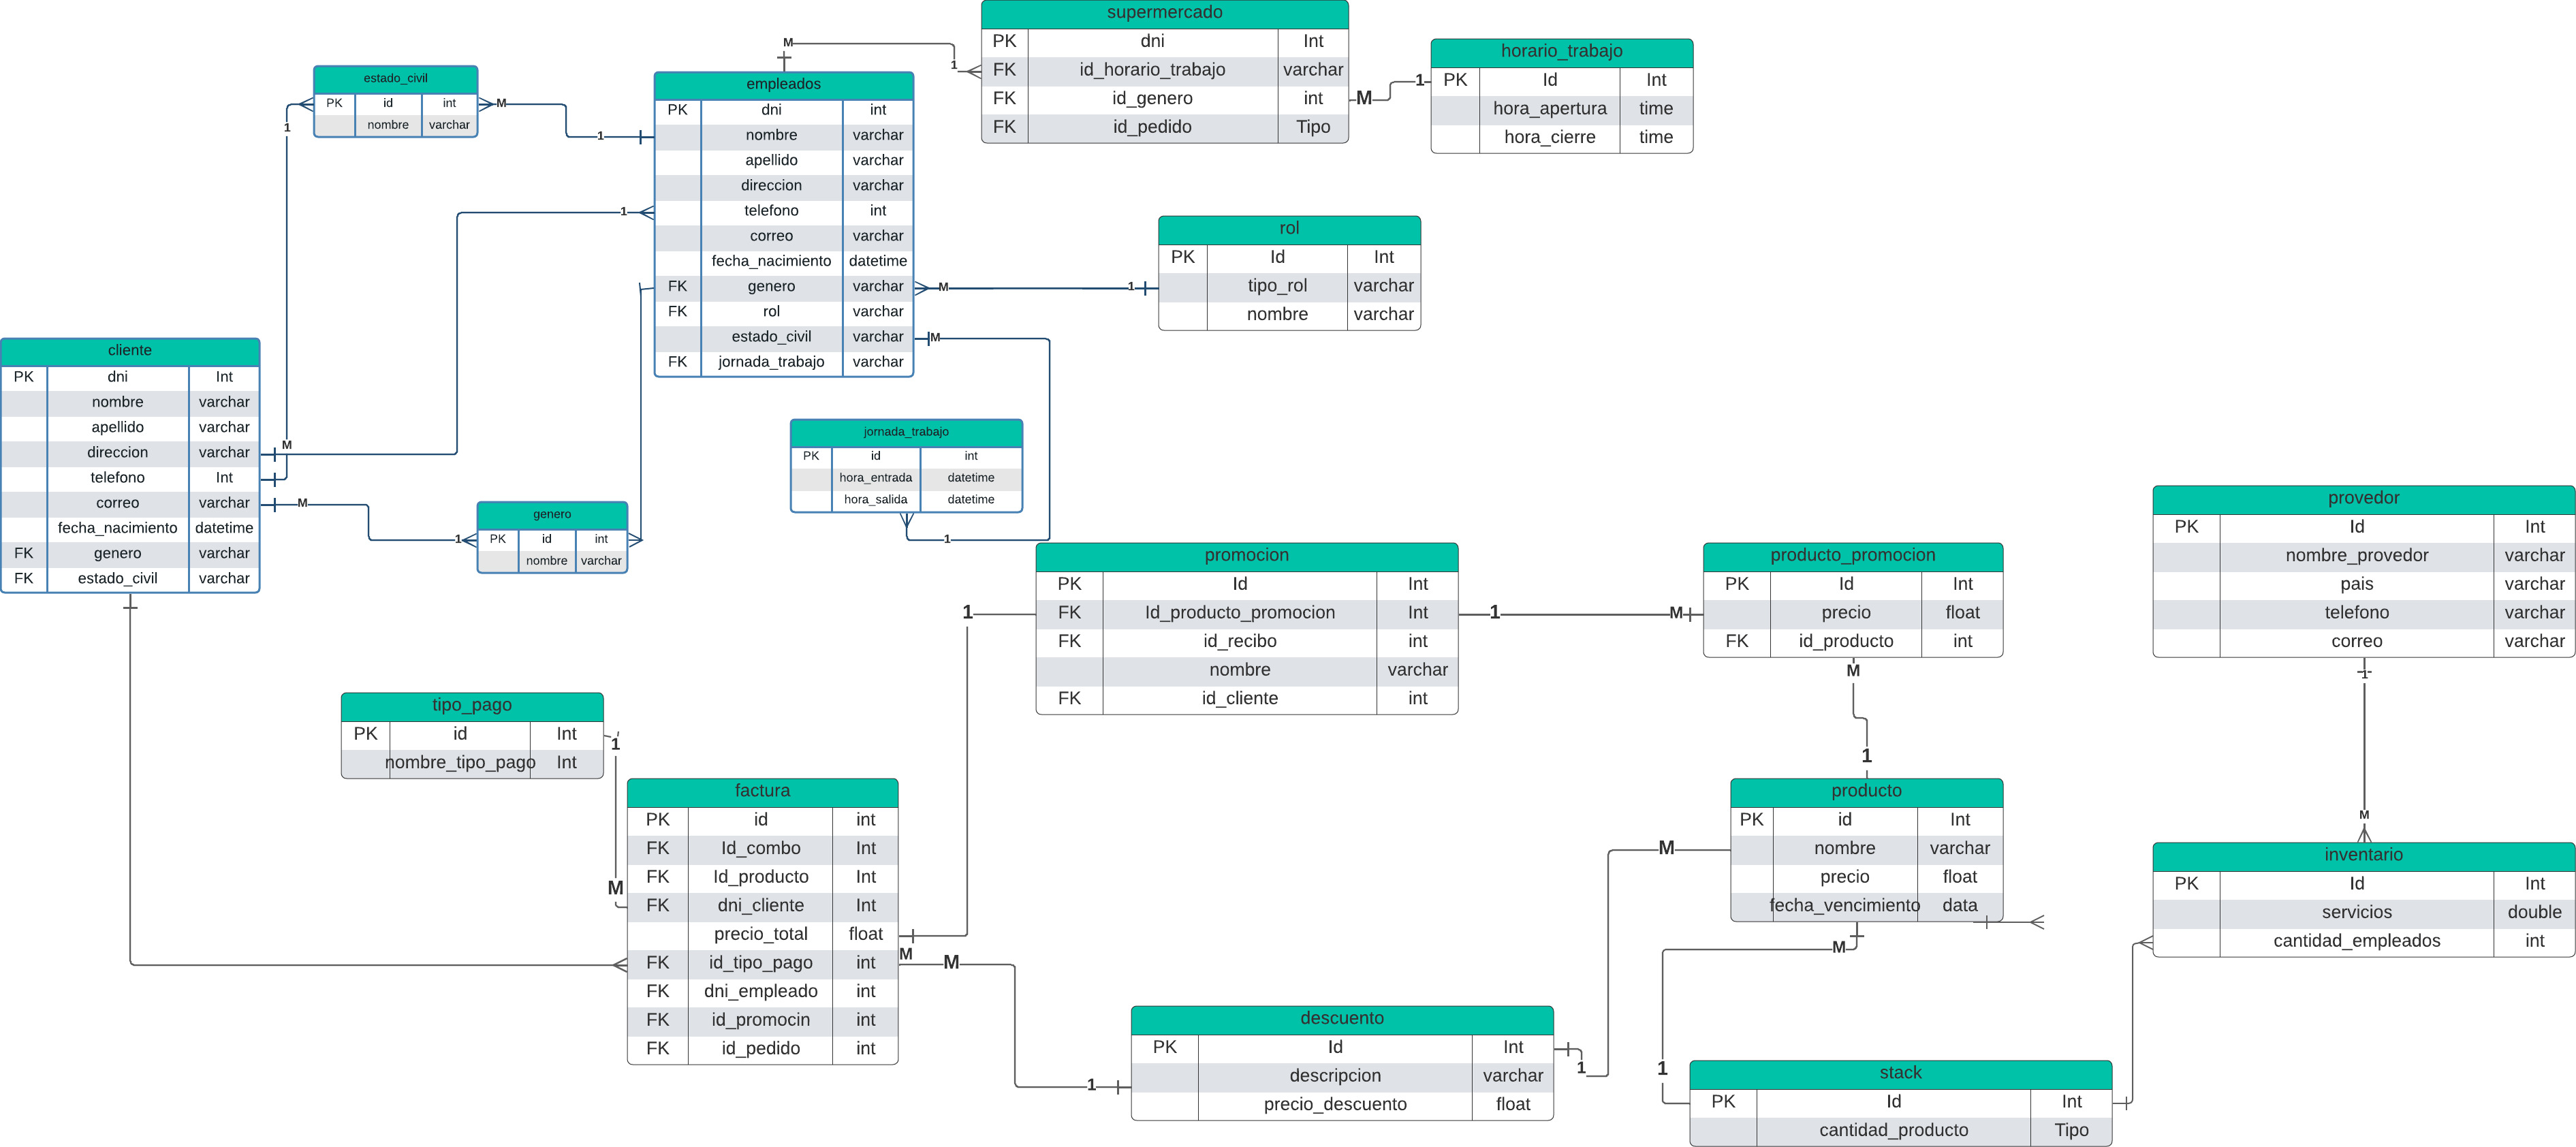 supermercado
PK dni Int
FK id_horario_trabajo varchar
FK id_genero int
FK id_pedido Tipo
horario_trabajo
PK Id Int
hora_apertura time
hora_cierre time
M
1
M
1
estado_civil
PK id int
nombre varchar
M
1
1
M
empleados
PK dni int
nombre varchar
apellido varchar
direccion varchar
telefono int
correo varchar
fecha_nacimiento datetime
FK genero varchar
FK rol varchar
estado_civil varchar
FK jornada_trabajo varchar
1
M
1
M
1
rol
PK Id Int
tipo_rol varchar
nombre varchar
cliente
PK dni Int
nombre varchar
apellido varchar
direccion varchar
telefono Int
correo varchar
fecha_nacimiento datetime
FK genero varchar
FK estado_civil varchar
M
1
jornada_trabajo
PK id int
hora_entrada datetime
hora_salida datetime
genero
PK id int
nombre varchar
promocion
PK Id Int
FK Id_producto_promocion Int
FK id_recibo int
nombre varchar
FK id_cliente int
1
1
M
producto_promocion
PK Id Int
precio float
FK id_producto int
M
1
provedor
PK Id Int
nombre_provedor varchar
pais varchar
telefono varchar
correo varchar
1
M
tipo_pago
PK id Int
nombre_tipo_pago Int
1
M
factura
PK id int
FK Id_combo Int
FK Id_producto Int
FK dni_cliente Int
precio_total float
FK id_tipo_pago int
FK dni_empleado int
FK id_promocin int
FK id_pedido int
M
M
1
producto
PK id Int
nombre varchar
precio float
fecha_vencimiento data
M
M
1
1
inventario
PK Id Int
servicios double
cantidad_empleados int
descuento
PK Id Int
descripcion varchar
precio_descuento float
stack
PK Id Int
cantidad_producto Tipo